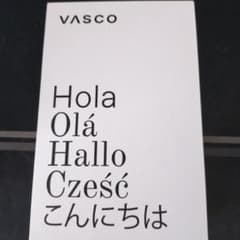 VASCO
Hola
Olá
Hallo
Cześć
こんにちは